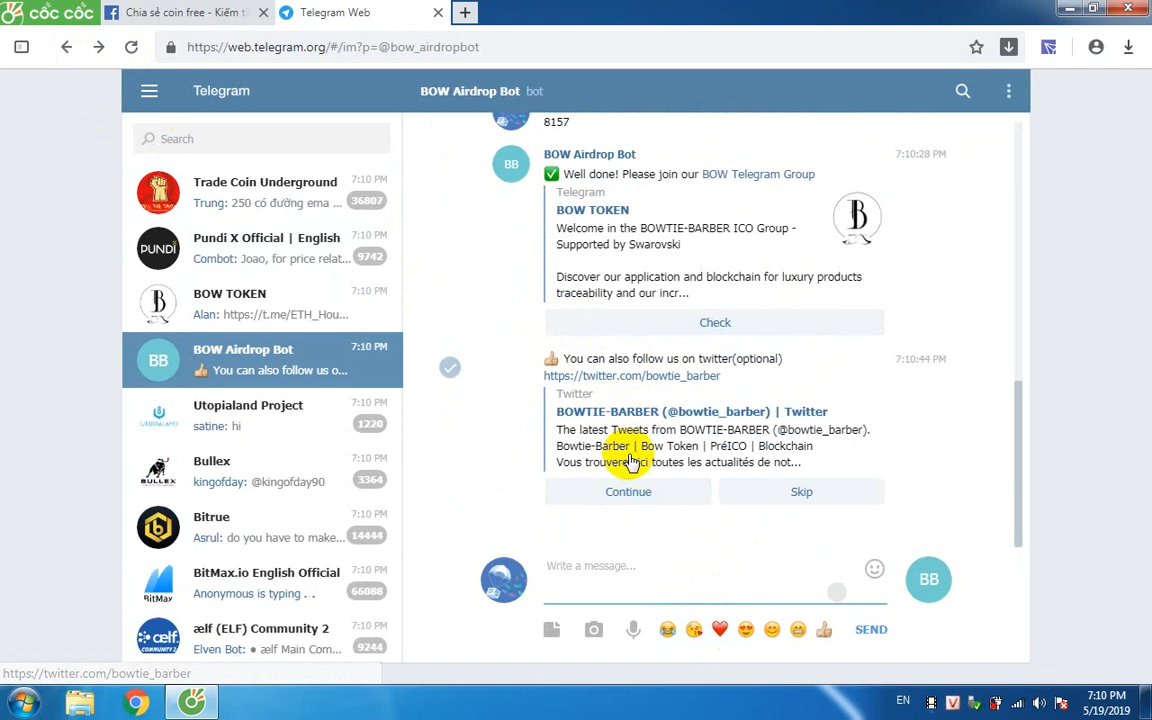 cốc cốc
Chia sẻ coin free - Kiếm ti
Telegram Web
https://web.telegram.org/#/im?p=@bow_airdropbot
Telegram
BOW Airdrop Bot bot
Search
Trade Coin Underground 7:10 PM
Trung: 250 có đường ema ... 36807
Pundi X Official | English 7:10 PM
Combot: Joao, for price relat... 9742
BOW TOKEN 7:10 PM
Alan: https://t.me/ETH_Hou...
BOW Airdrop Bot 7:10 PM
👍 You can also follow us o...
Utopialand Project 7:10 PM
satine: hi 1220
Bullex 7:10 PM
kingofday: @kingofday90 3364
Bitrue 7:10 PM
Asrul: do you have to make... 14444
BitMax.io English Official 7:10 PM
Anonymous is typing .. 66088
ælf (ELF) Community 2 7:10 PM
Elven Bot: ● ælf Main Com... 9244
8157
BB
BOW Airdrop Bot 7:10:28 PM
✅ Well done! Please join our BOW Telegram Group
Telegram
BOW TOKEN
Welcome in the BOWTIE-BARBER ICO Group -
Supported by Swarovski
Discover our application and blockchain for luxury products
traceability and our incr...
Check
👍 You can also follow us on twitter(optional) 7:10:44 PM
https://twitter.com/bowtie_barber
Twitter
BOWTIE-BARBER (@bowtie_barber) | Twitter
The latest Tweets from BOWTIE-BARBER (@bowtie_barber).
Bowtie-Barber | Bow Token | PréICO | Blockchain
Vous trouverez ici toutes les actualités de not...
Continue Skip
Write a message...
BB
SEND
https://twitter.com/bowtie_barber
EN
7:10 PM
5/19/2019